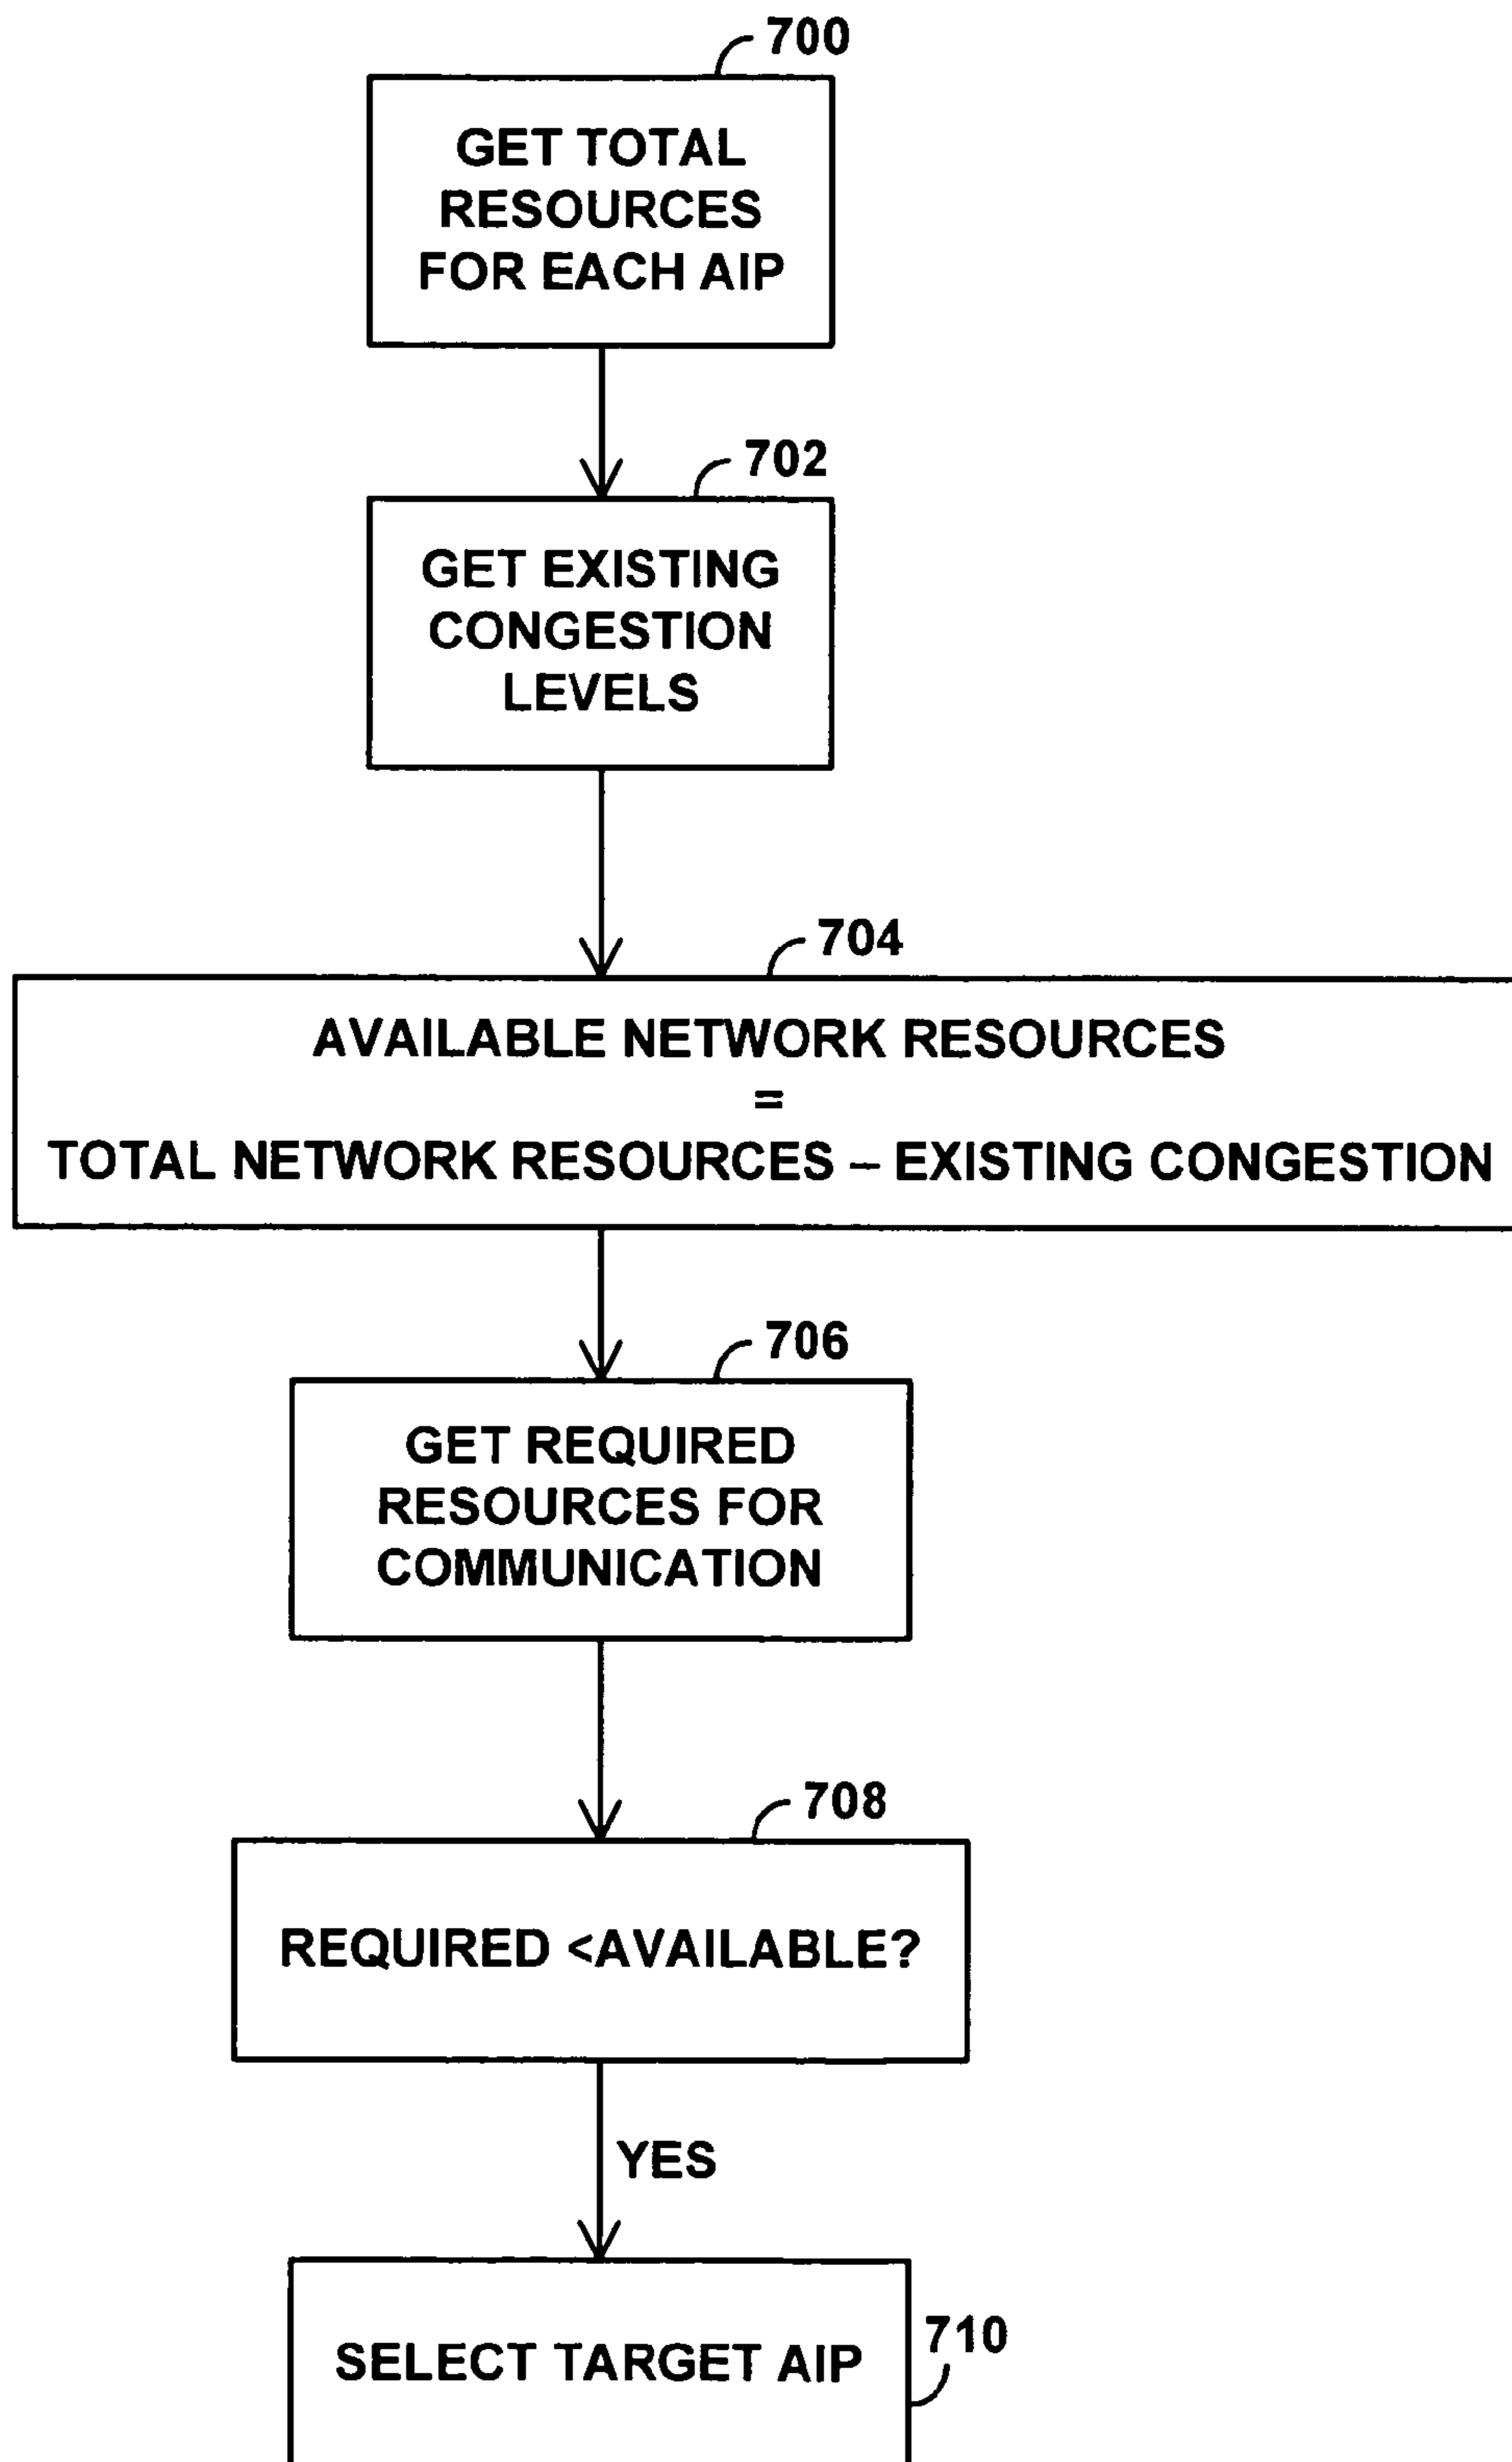 700
GET TOTAL
RESOURCES
FOR EACH AIP
702
GET EXISTING
CONGESTION
LEVELS
704
AVAILABLE NETWORK RESOURCES
=
TOTAL NETWORK RESOURCES – EXISTING CONGESTION
706
GET REQUIRED
RESOURCES FOR
COMMUNICATION
708
REQUIRED <AVAILABLE?
YES
SELECT TARGET AIP
710